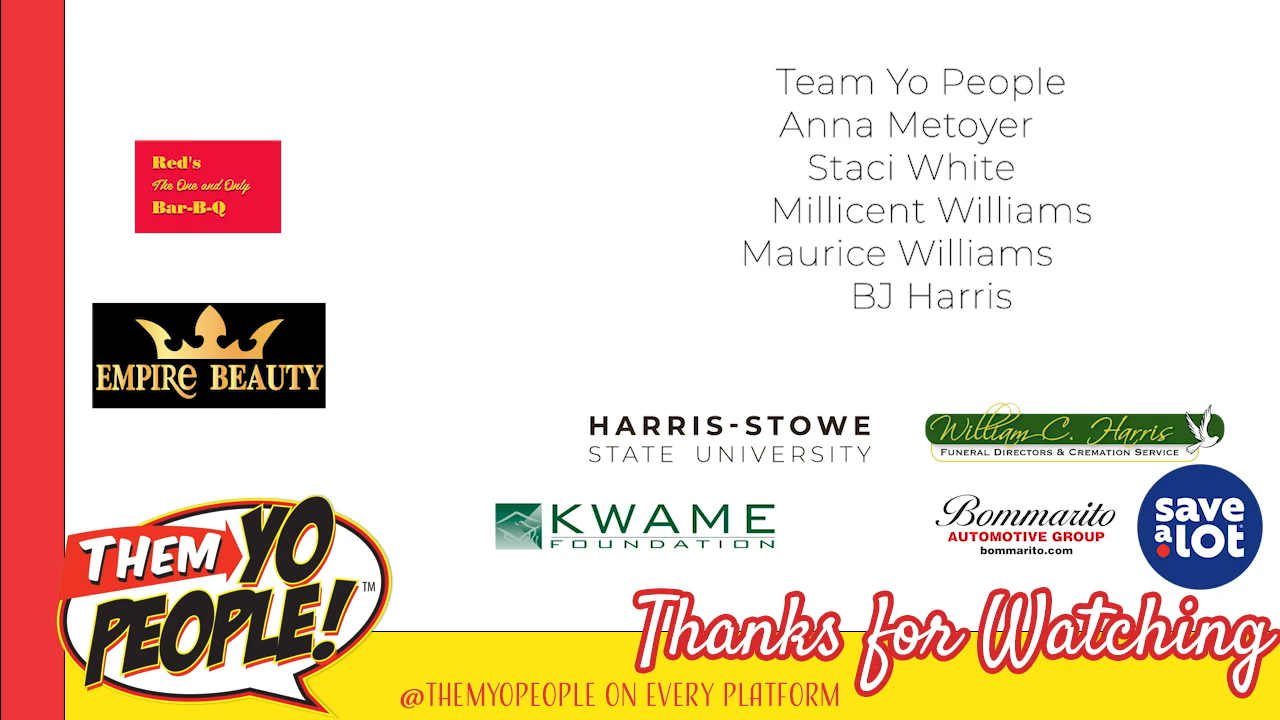 Team Yo People
Anna Metoyer
Staci White
Millicent Williams
Maurice Williams
BJ Harris
Red's
The One and Only
Bar-B-Q
EMPIRe BEAUTY
HARRIS-STOWE
STATE UNIVERSITY
William C. Harris
FUNERAL DIRECTORS & CREMATION SERVICE
KWAME
FOUNDATION
Bommarito
AUTOMOTIVE GROUP
bommarito.com
save
a
lot
THEM YO
PEOPLE!
TM
Thanks for Watching
@THEMYOPEOPLE ON EVERY PLATFORM